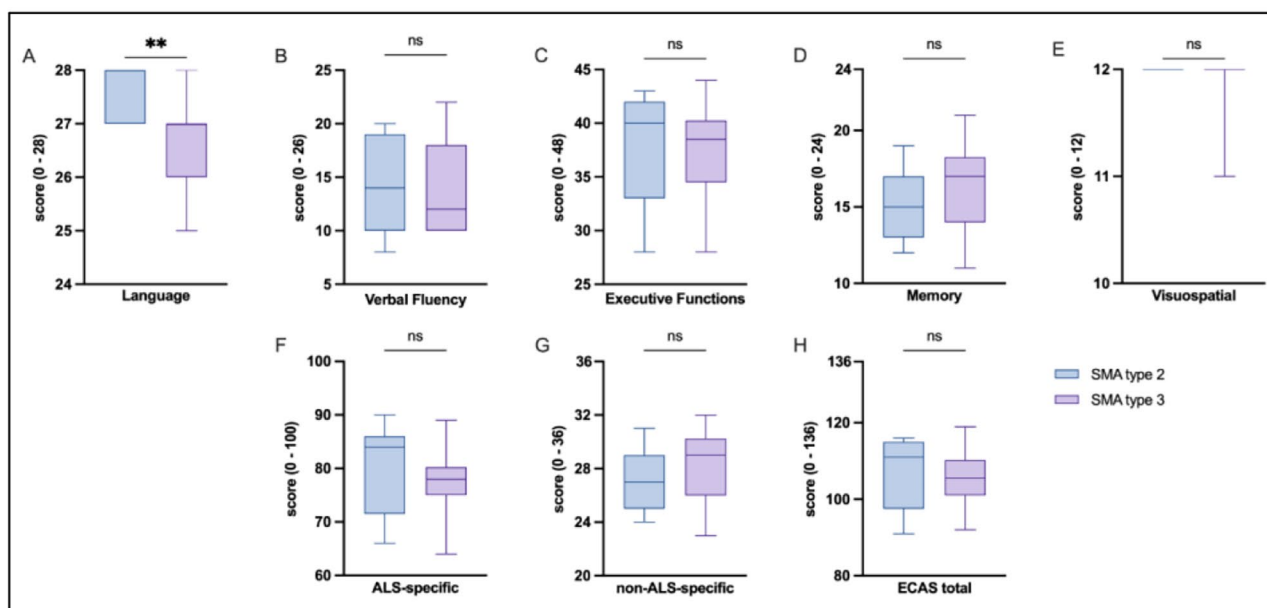 A
**
28
27
26
25
24
score (0 - 28)
Language
B
ns
25
20
15
10
5
score (0 - 26)
Verbal Fluency
C
ns
45
40
35
30
25
score (0 - 48)
Executive Functions
D
ns
24
20
15
10
score (0 - 24)
Memory
E
ns
12
11
10
score (0 - 12)
Visuospatial
F
ns
100
90
80
70
60
score (0 - 100)
ALS-specific
G
ns
36
32
28
24
20
score (0 - 36)
non-ALS-specific
H
ns
136
120
100
80
score (0 - 136)
ECAS total
SMA type 2
SMA type 3